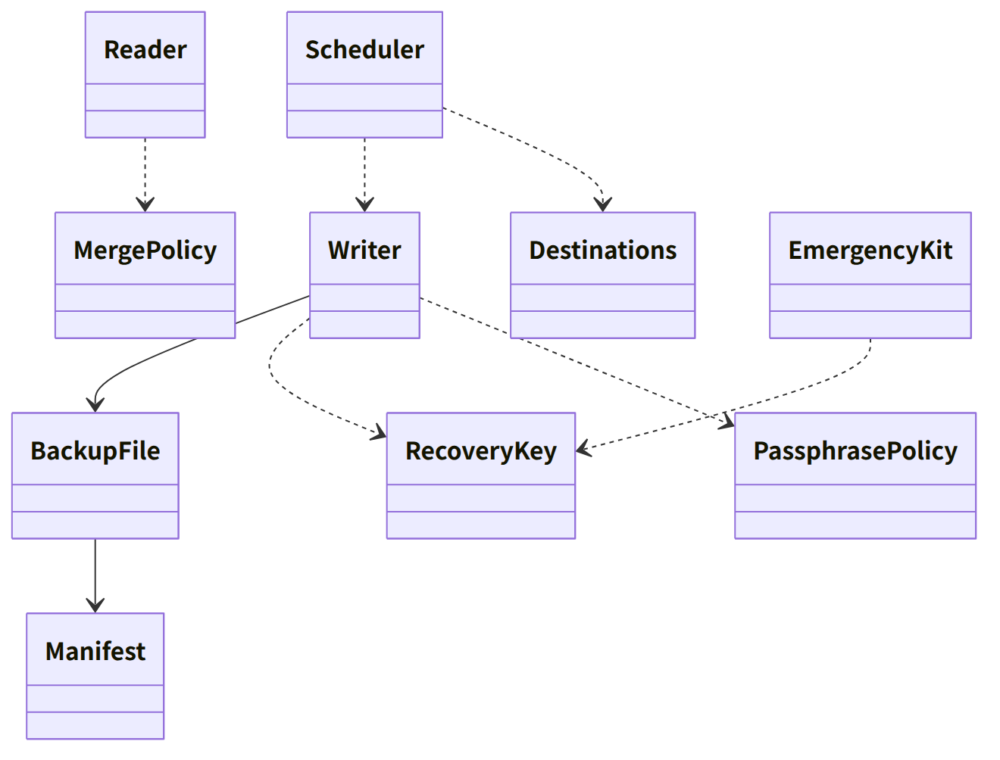 Reader
Scheduler
MergePolicy
Writer
Destinations
EmergencyKit
BackupFile
RecoveryKey
PassphrasePolicy
Manifest